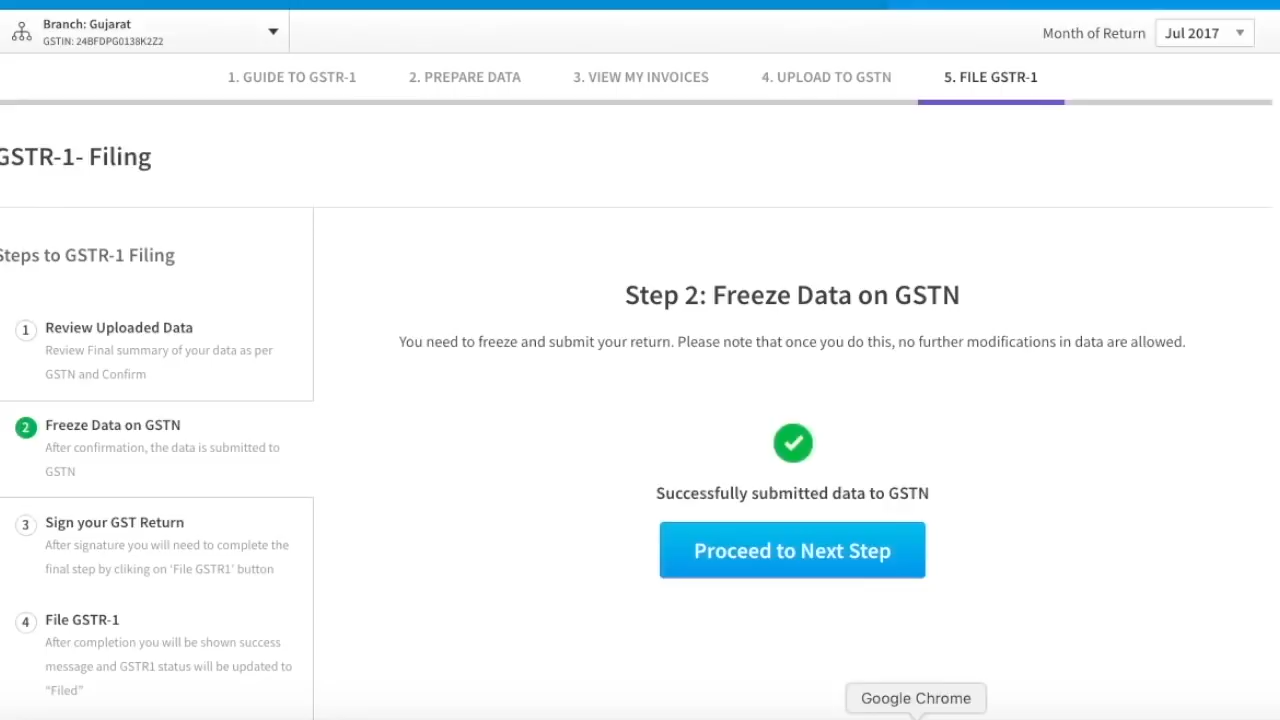 Branch: Gujarat
GSTIN: 24BFDPG0138K2Z2
Month of Return
Jul 2017
1. GUIDE TO GSTR-1
2. PREPARE DATA
3. VIEW MY INVOICES
4. UPLOAD TO GSTN
5. FILE GSTR-1
GSTR-1- Filing
Steps to GSTR-1 Filing
1
Review Uploaded Data
Review Final summary of your data as per
GSTN and Confirm
2
Freeze Data on GSTN
After confirmation, the data is submitted to
GSTN
3
Sign your GST Return
After signature you will need to complete the
final step by cliking on ‘File GSTR1’ button
4
File GSTR-1
After completion you will be shown success
message and GSTR1 status will be updated to
“Filed”
Step 2: Freeze Data on GSTN
You need to freeze and submit your return. Please note that once you do this, no further modifications in data are allowed.
Successfully submitted data to GSTN
Proceed to Next Step
Google Chrome